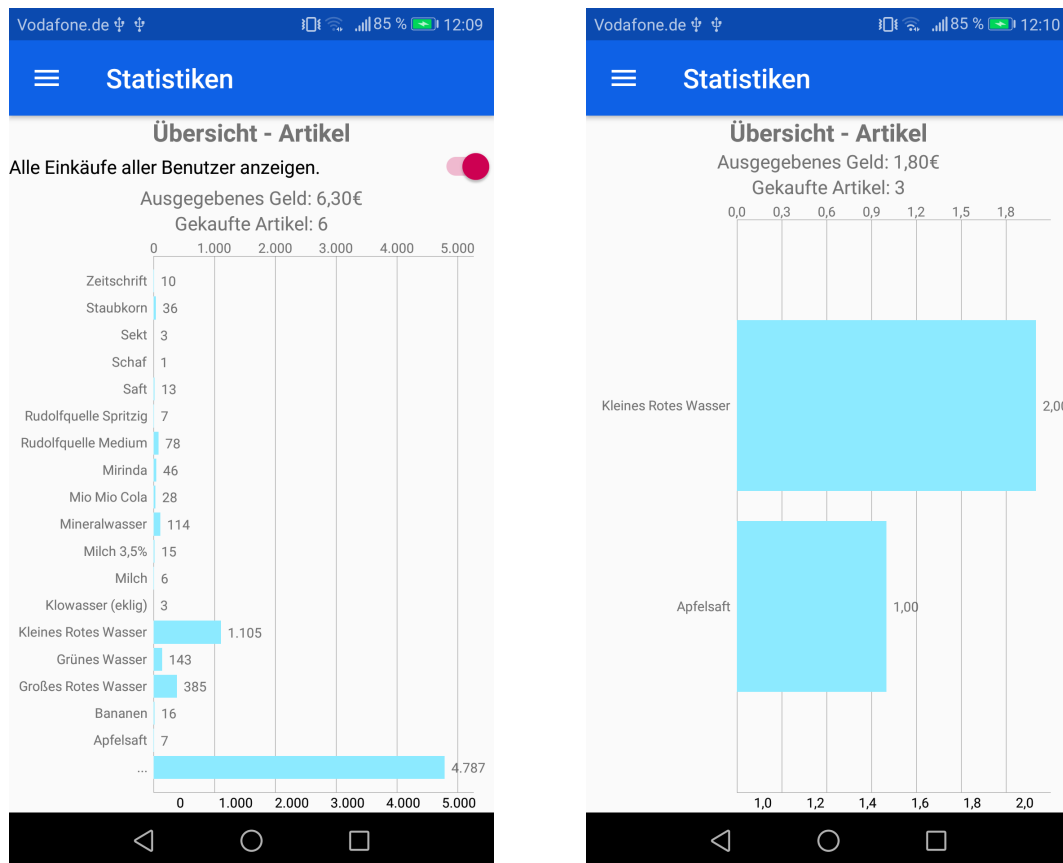 Vodafone.de 85 % 12:09
Statistiken
Übersicht - Artikel
Alle Einkäufe aller Benutzer anzeigen.
Ausgegebenes Geld: 6,30€
Gekaufte Artikel: 6
0 1.000 2.000 3.000 4.000 5.000
Zeitschrift 10
Staubkorn 36
Sekt 3
Schaf 1
Saft 13
Rudolfquelle Spritzig 7
Rudolfquelle Medium 78
Mirinda 46
Mio Mio Cola 28
Mineralwasser 114
Milch 3,5% 15
Milch 6
Klowasser (eklig) 3
Kleines Rotes Wasser 1.105
Grünes Wasser 143
Großes Rotes Wasser 385
Bananen 16
Apfelsaft 7
... 4.787
0 1.000 2.000 3.000 4.000 5.000
Vodafone.de 85 % 12:10
Statistiken
Übersicht - Artikel
Ausgegebenes Geld: 1,80€
Gekaufte Artikel: 3
0,0 0,3 0,6 0,9 1,2 1,5 1,8
Kleines Rotes Wasser 2,00
Apfelsaft 1,00
1,0 1,2 1,4 1,6 1,8 2,0